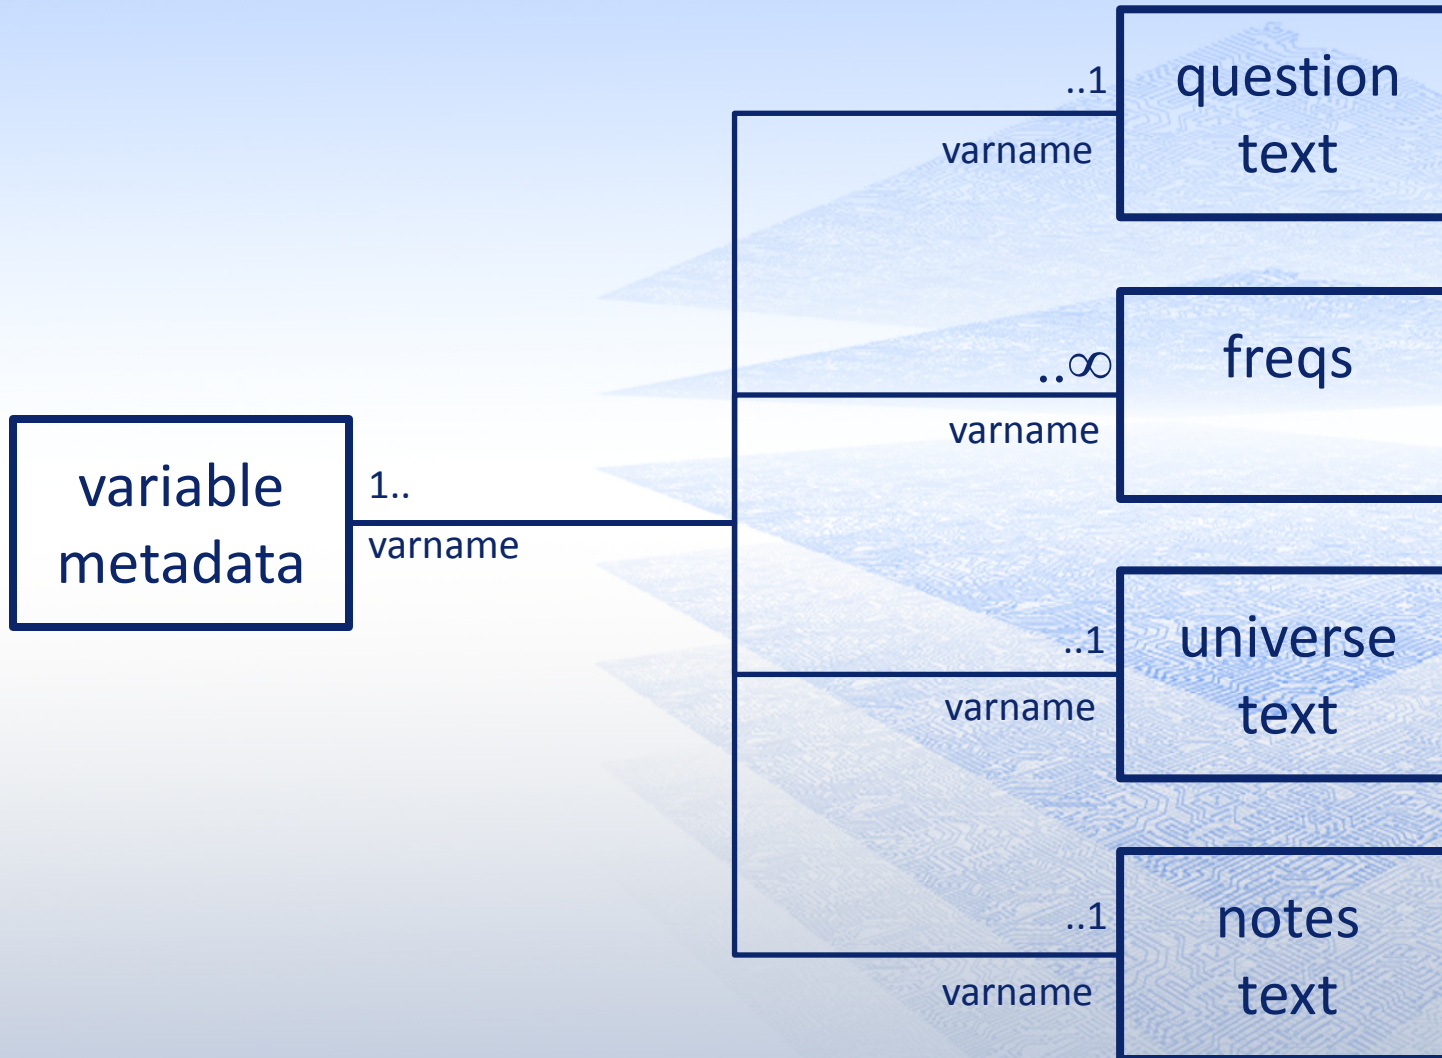 variable
metadata
1..
varname
..1
varname
question
text
..∞
varname
freqs
..1
varname
universe
text
..1
varname
notes
text